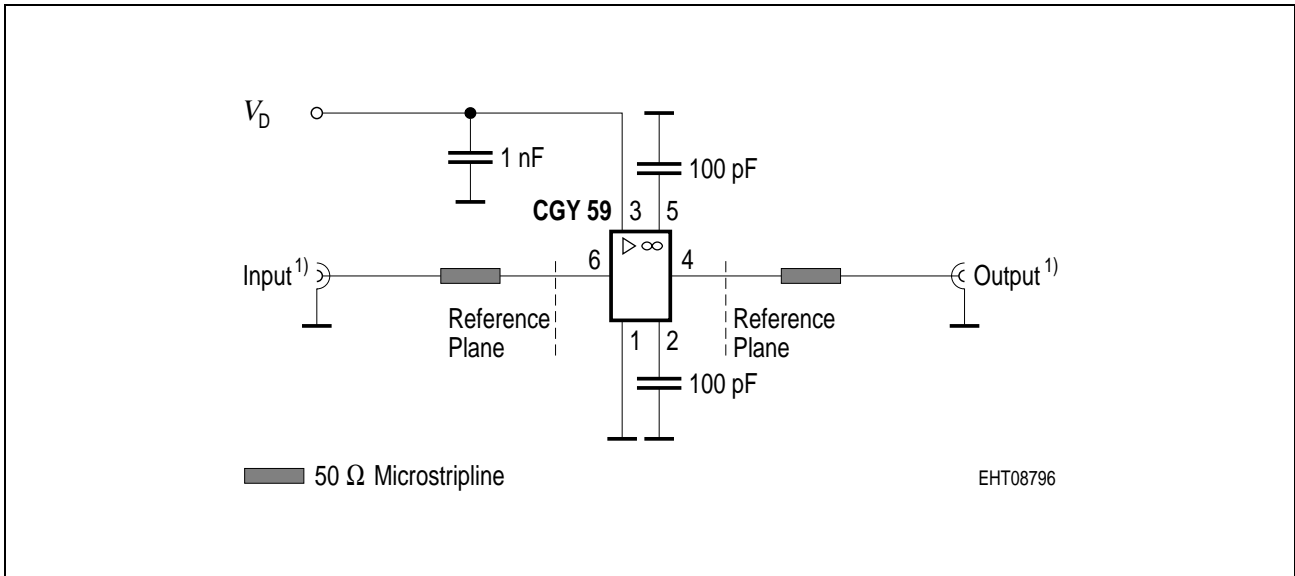 V_D
1 nF
100 pF
CGY 59
3
5
▷ ∞
Input 1)
6
4
Output 1)
Reference
Plane
Reference
Plane
1
2
100 pF
50 Ω Microstripline
EHT08796